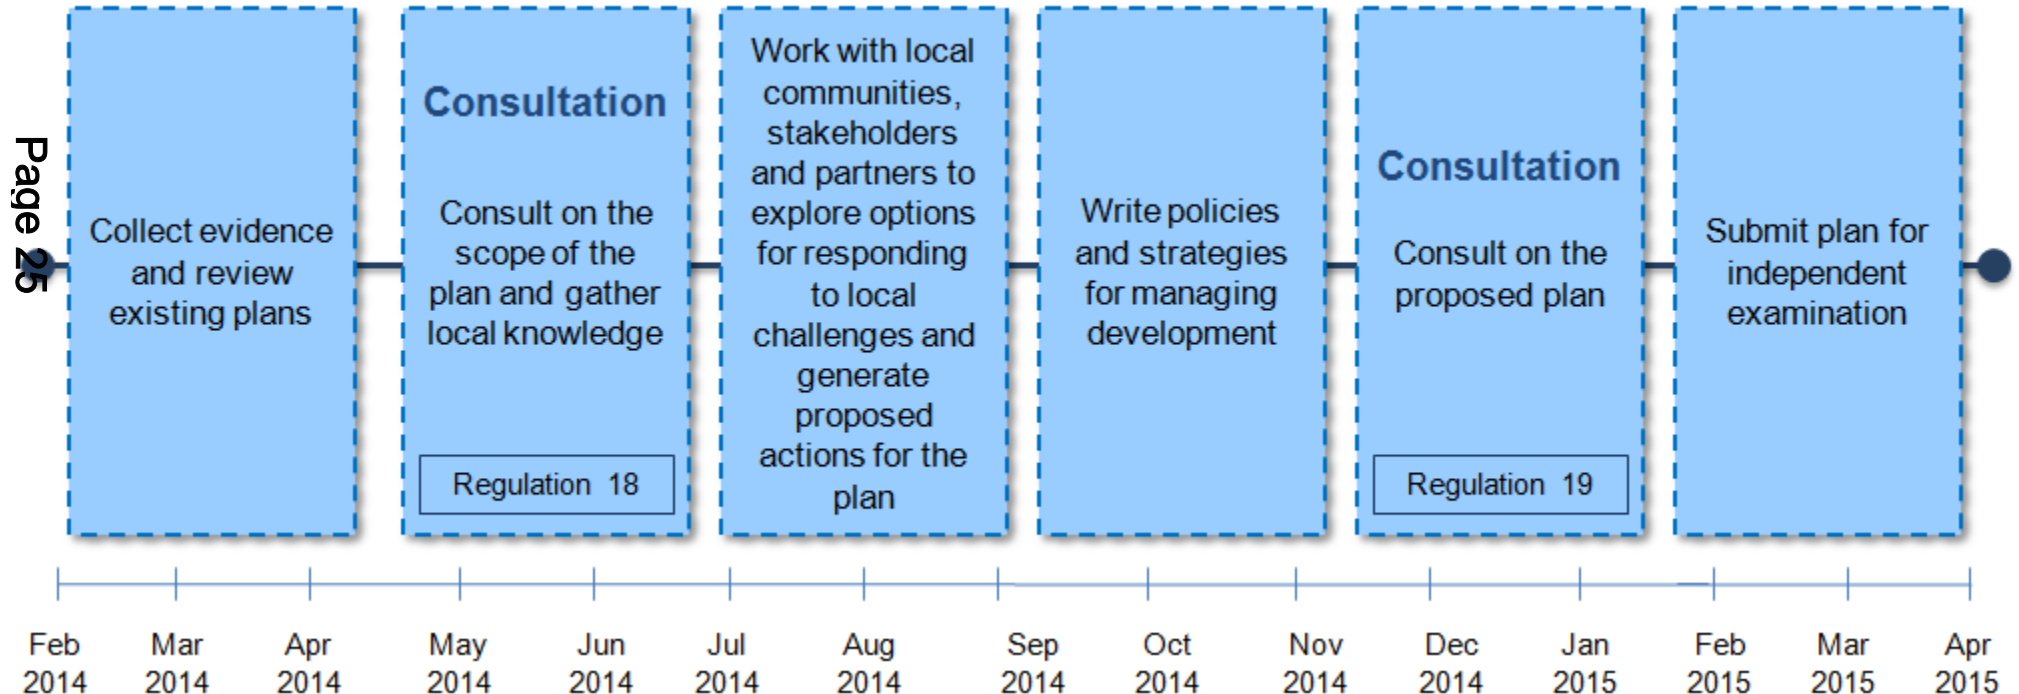 Page 25
Collect evidence
and review
existing plans
Consultation
Consult on the
scope of the
plan and gather
local knowledge
Regulation 18
Work with local
communities,
stakeholders
and partners to
explore options
for responding
to local
challenges and
generate
proposed
actions for the
plan
Write policies
and strategies
for managing
development
Consultation
Consult on the
proposed plan
Regulation 19
Submit plan for
independent
examination
Feb Mar Apr May Jun Jul Aug Sep Oct Nov Dec Jan Feb Mar Apr
2014 2014 2014 2014 2014 2014 2014 2014 2014 2014 2014 2015 2015 2015 2015